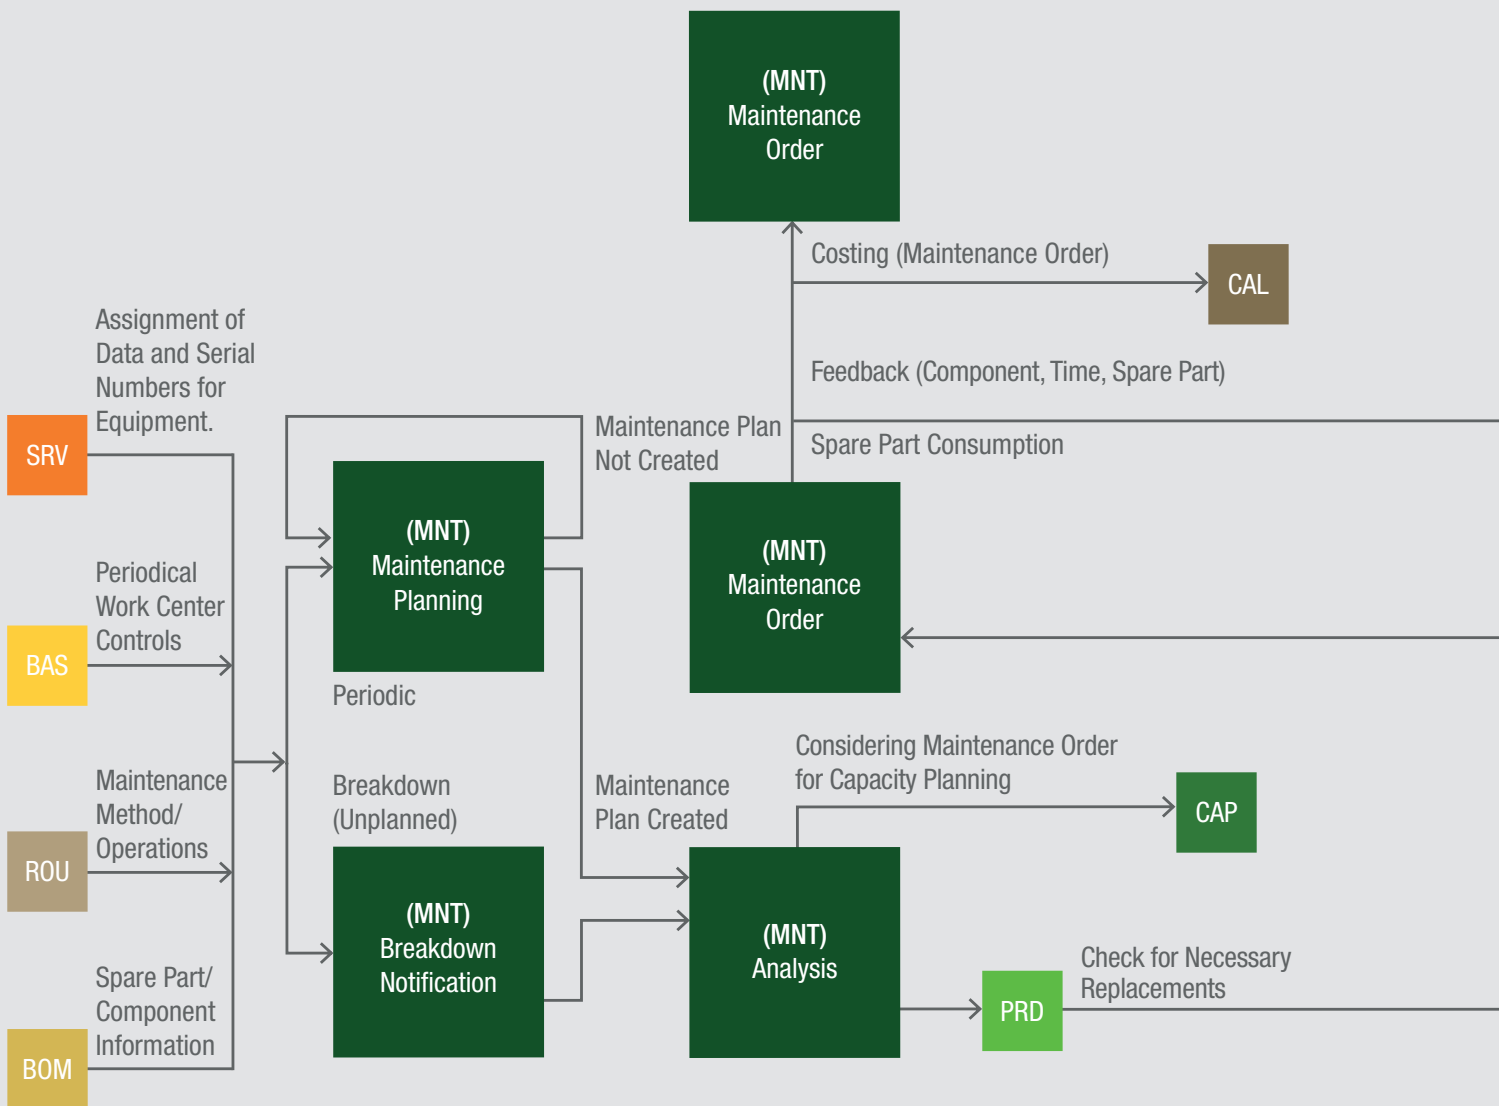 (MNT)
Maintenance
Order
Costing (Maintenance Order)
CAL
Feedback (Component, Time, Spare Part)
Spare Part Consumption
Assignment of
Data and Serial
Numbers for
Equipment.
SRV
Maintenance Plan
Not Created
(MNT)
Maintenance
Planning
Periodic
(MNT)
Maintenance
Order
Periodical
Work Center
Controls
BAS
Maintenance
Method/
Operations
ROU
Breakdown
(Unplanned)
Maintenance
Plan Created
Considering Maintenance Order
for Capacity Planning
CAP
(MNT)
Breakdown
Notification
(MNT)
Analysis
Spare Part/
Component
Information
BOM
PRD
Check for Necessary
Replacements